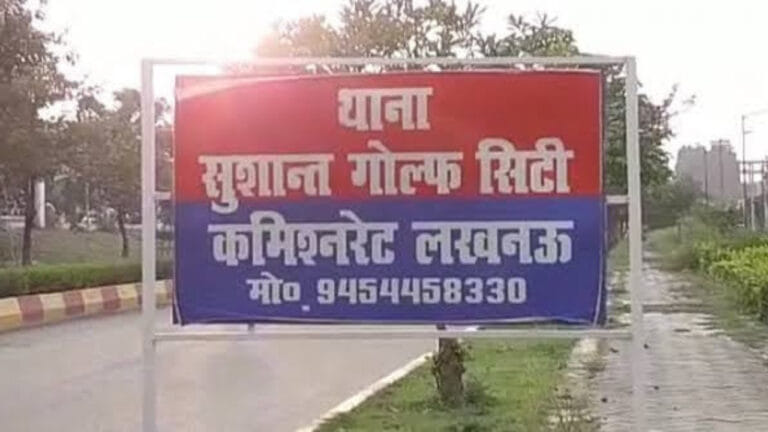 थाना
सुशान्त गोल्फ सिटी
कमिश्नरेट लखनऊ
मो०. 9454458330